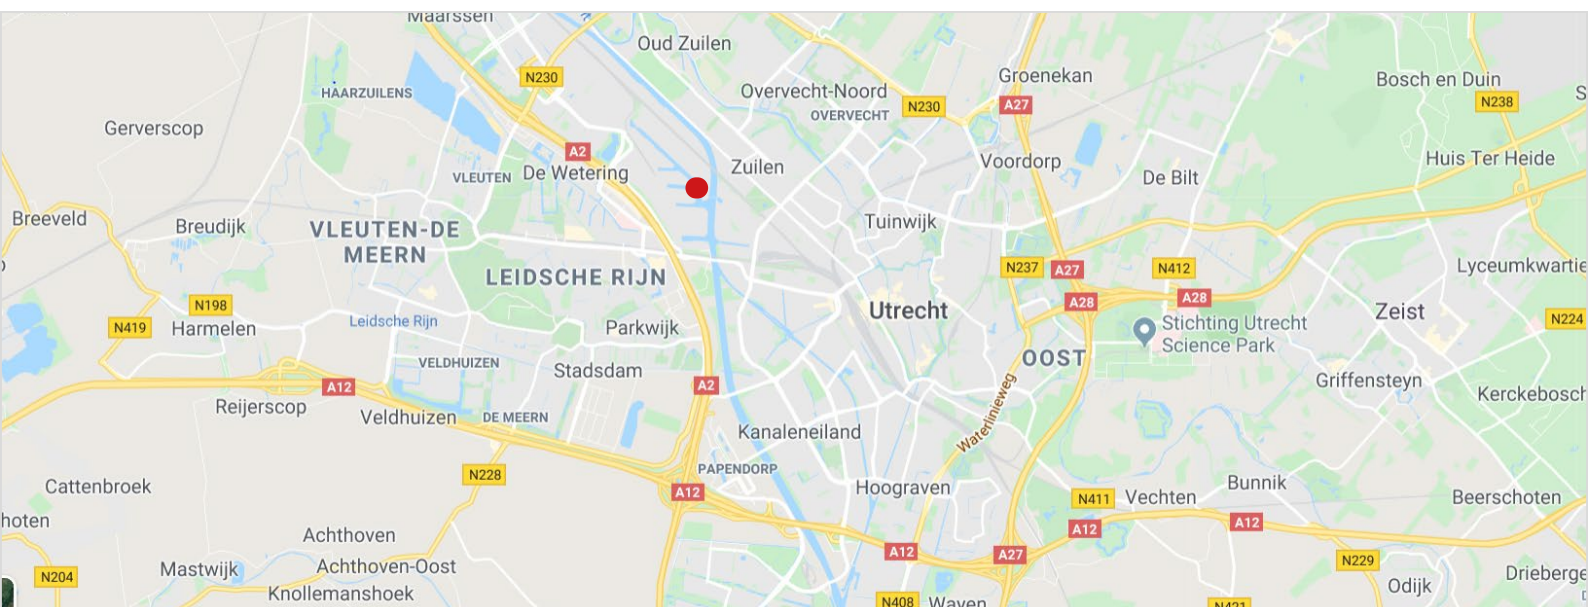 Maarssen
Oud Zuilen
N230
Groenekan
Bosch en Duin
HAARZUILENS
Overvecht-Noord
N230
A27
N238
OVERVECHT
Gerverscop
A2
Zuilen
Voordorp
Huis Ter Heide
VLEUTEN
De Wetering
De Bilt
Breeveld
Breudijk
VLEUTEN-DE
MEERN
Tuinwijk
LEIDSCHE RIJN
N237
A27
N412
Lyceumkwartie
N198
Utrecht
A28
A28
Zeist
N419
Harmelen
Leidsche Rijn
Parkwijk
Stichting Utrecht
Science Park
N224
VELDHUIZEN
Stadsdam
OOST
A12
A2
Griffensteyn
Kerckebosch
Reijerscop
Veldhuizen
DE MEERN
Waterlinieweg
Kanaleneiland
N228
PAPENDORP
Cattenbroek
A12
Hoograven
N411
Vechten
Bunnik
Beerschoten
hoten
Achthoven
A12
A12
A12
A27
Mastwijk
Achthoven-Oost
N229
N204
Knollemanshoek
Odijk
Drieberge
N408
Wayen
N421